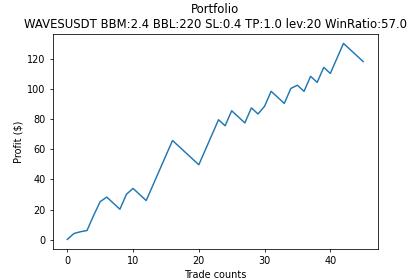 Portfolio
WAVESUSDT BBM:2.4 BBL:220 SL:0.4 TP:1.0 lev:20 WinRatio:57.0
Profit ($)
120
100
80
60
40
20
0
0 10 20 30 40
Trade counts